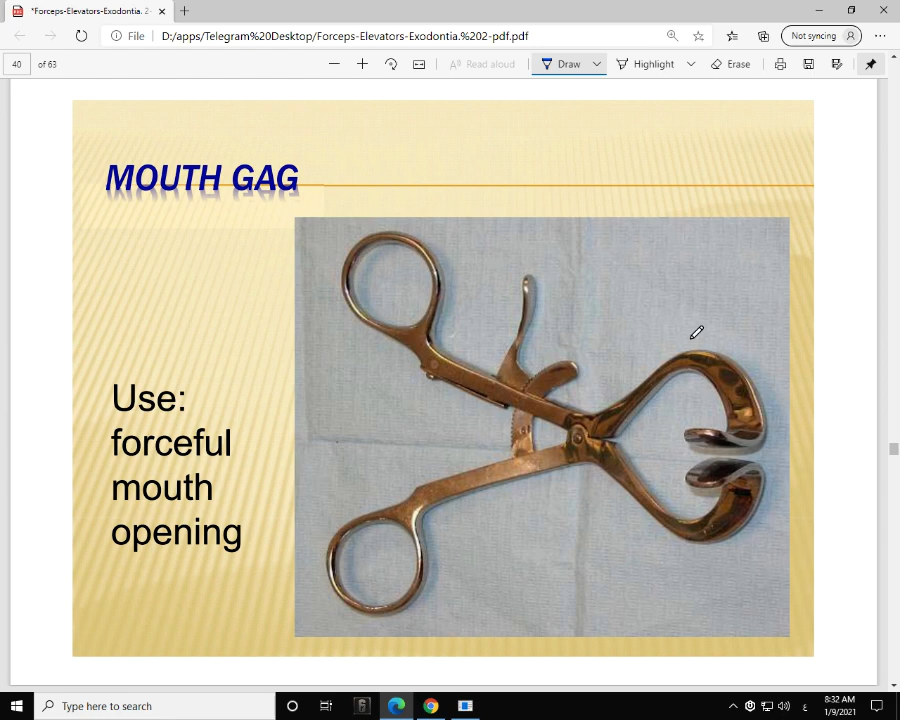 *Forceps-Elevators-Exodontia. 2-
File
D:/apps/Telegram%20Desktop/Forceps-Elevators-Exodontia.%202-pdf.pdf
Not syncing
40 of 63
Read aloud
Draw
Highlight
Erase
MOUTH GAG
Use:
forceful
mouth
opening
Type here to search
ع
8:32 AM
1/9/2021